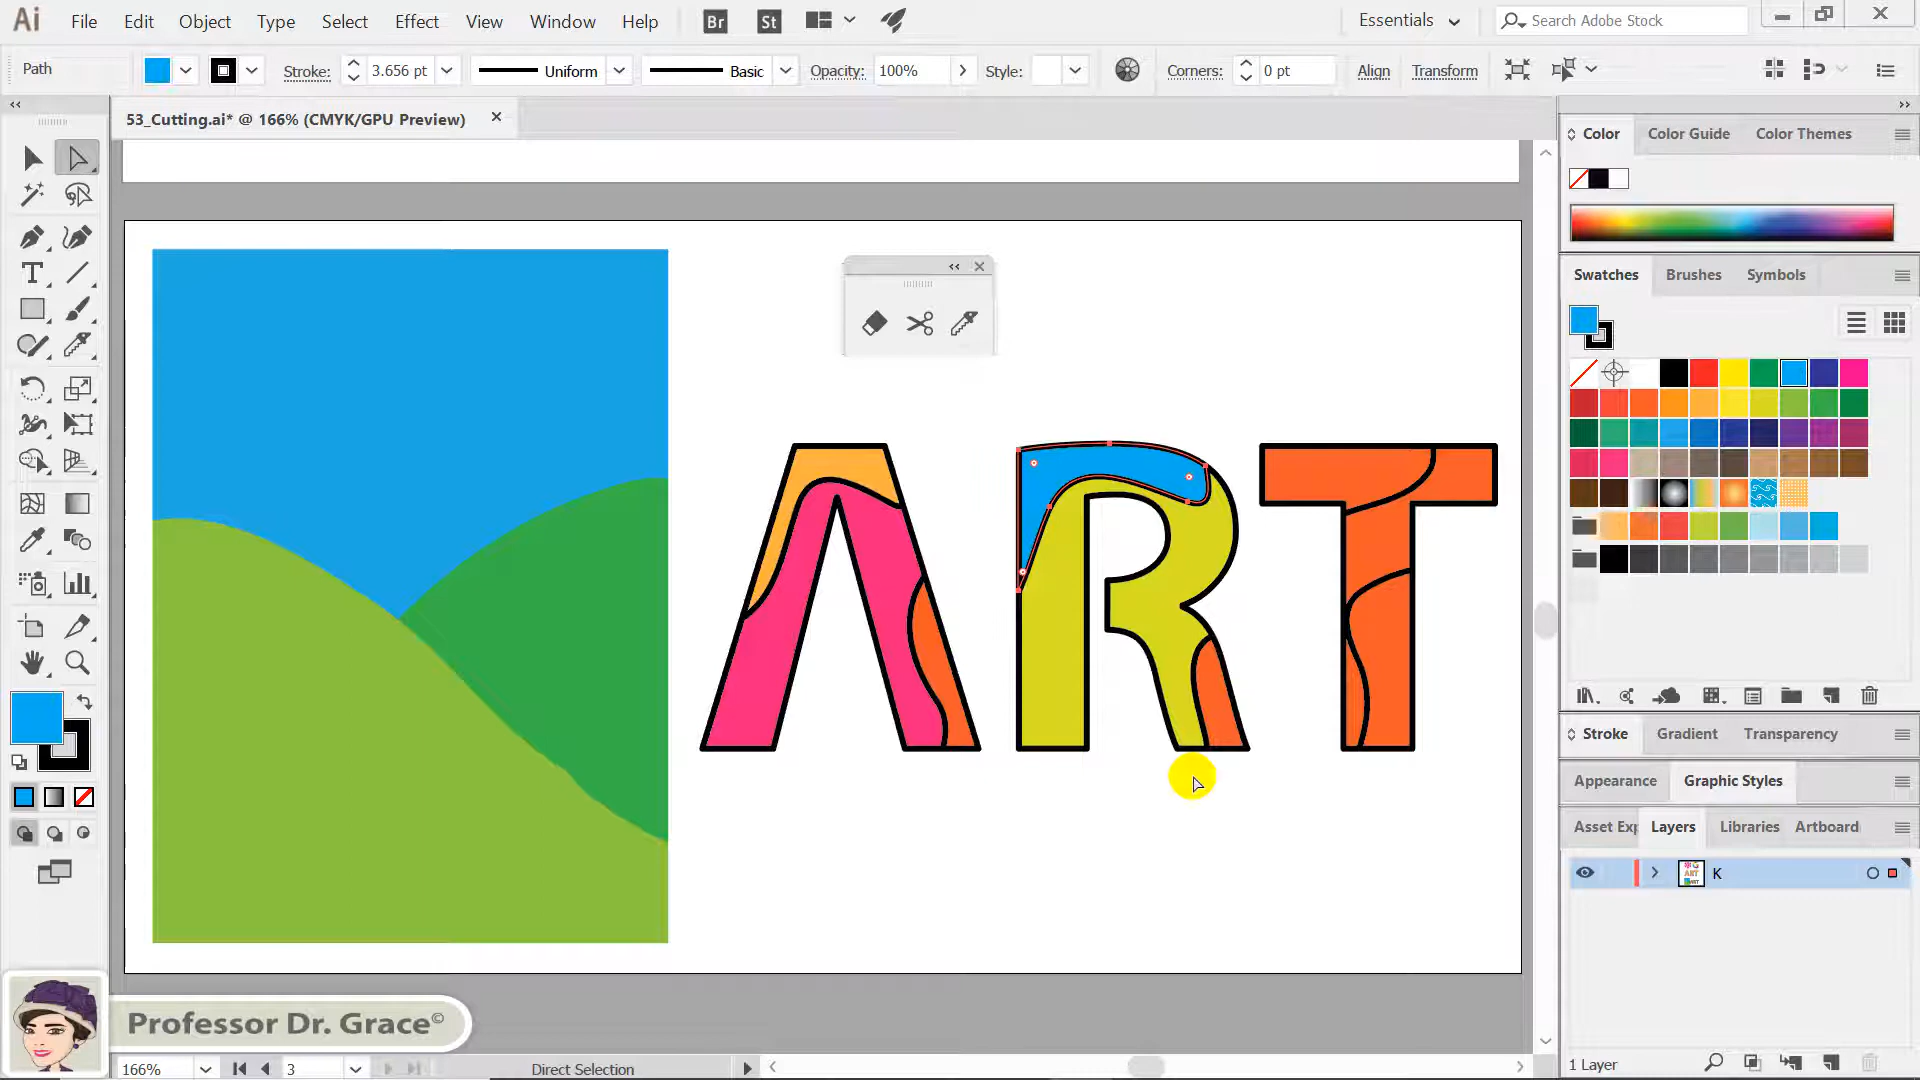 Ai File Edit Object Type Select Effect View Window Help Br St Essentials Search Adobe Stock
Path Stroke: 3.656 pt Uniform Basic Opacity: 100% Style: Corners: 0 pt Align Transform
53_Cutting.ai* @ 166% (CMYK/GPU Preview)
Color Color Guide Color Themes
Swatches Brushes Symbols
ART
Stroke Gradient Transparency
Appearance Graphic Styles
Asset Exp Layers Libraries Artboard
K
Professor Dr. Grace©
166% 3 Direct Selection 1 Layer